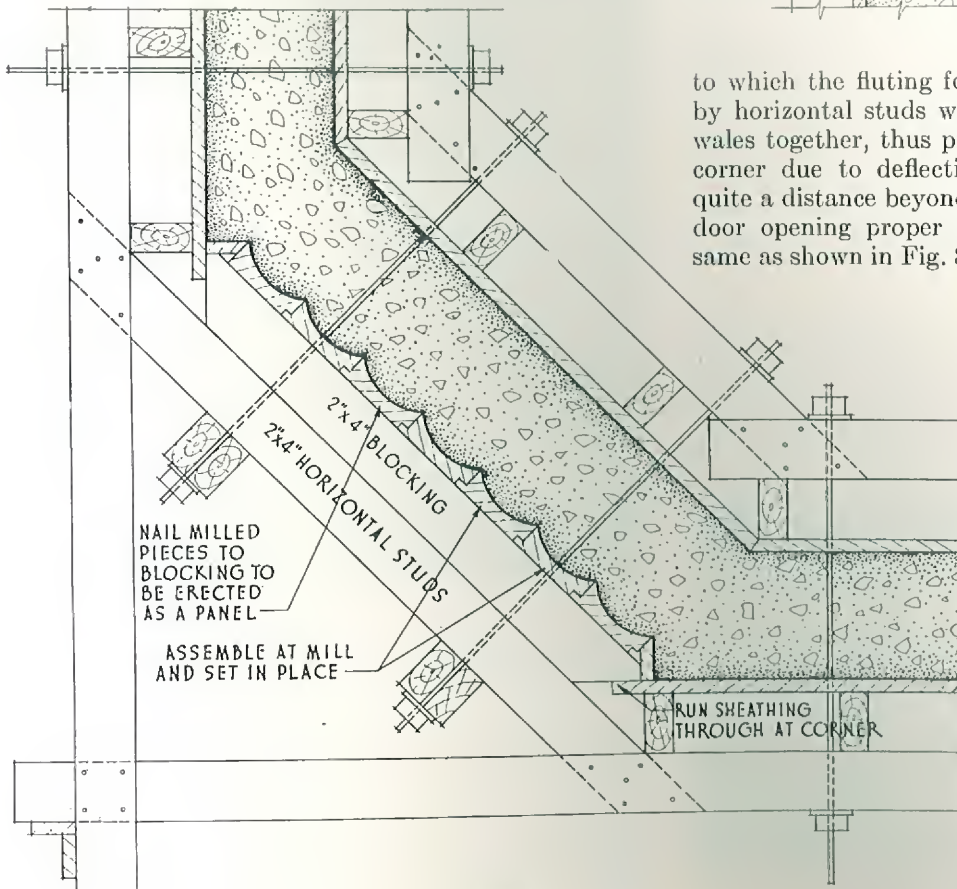 to which the fluting fo
by horizontal studs w
wales together, thus p
corner due to deflecti
quite a distance beyon
door opening proper
same as shown in Fig. 8
2"x4" BLOCKING
2"x4" HORIZONTAL STUDS
NAIL MILLED
PIECES TO
BLOCKING TO
BE ERECTED
AS A PANEL
ASSEMBLE AT MILL
AND SET IN PLACE
RUN SHEATHING
THROUGH AT CORNER